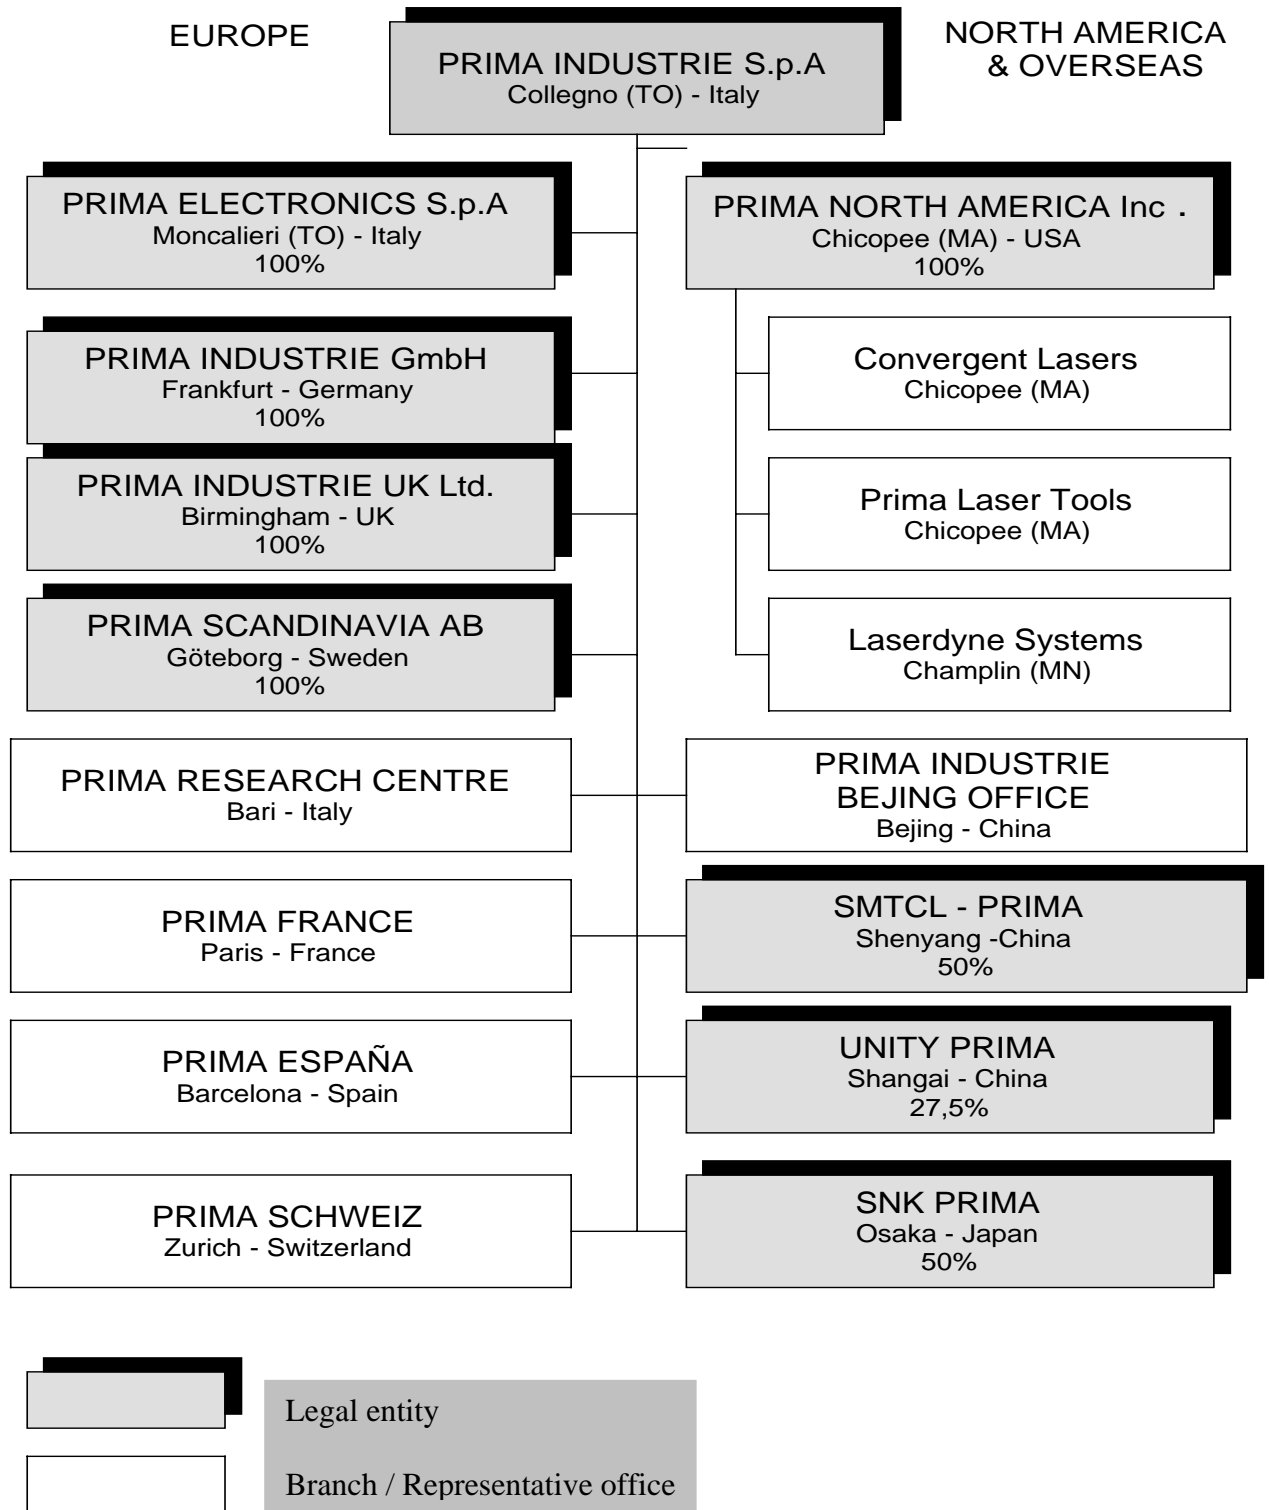 EUROPE
PRIMA INDUSTRIE S.p.A
Collegno (TO) - Italy
NORTH AMERICA
& OVERSEAS
PRIMA ELECTRONICS S.p.A
Moncalieri (TO) - Italy
100%
PRIMA INDUSTRIE GmbH
Frankfurt - Germany
100%
PRIMA INDUSTRIE UK Ltd.
Birmingham - UK
100%
PRIMA SCANDINAVIA AB
Göteborg - Sweden
100%
PRIMA RESEARCH CENTRE
Bari - Italy
PRIMA FRANCE
Paris - France
PRIMA ESPAÑA
Barcelona - Spain
PRIMA SCHWEIZ
Zurich - Switzerland
PRIMA NORTH AMERICA Inc .
Chicopee (MA) - USA
100%
Convergent Lasers
Chicopee (MA)
Prima Laser Tools
Chicopee (MA)
Laserdyne Systems
Champlin (MN)
PRIMA INDUSTRIE
BEJING OFFICE
Bejing - China
SMTCL - PRIMA
Shenyang -China
50%
UNITY PRIMA
Shangai - China
27,5%
SNK PRIMA
Osaka - Japan
50%
Legal entity
Branch / Representative office